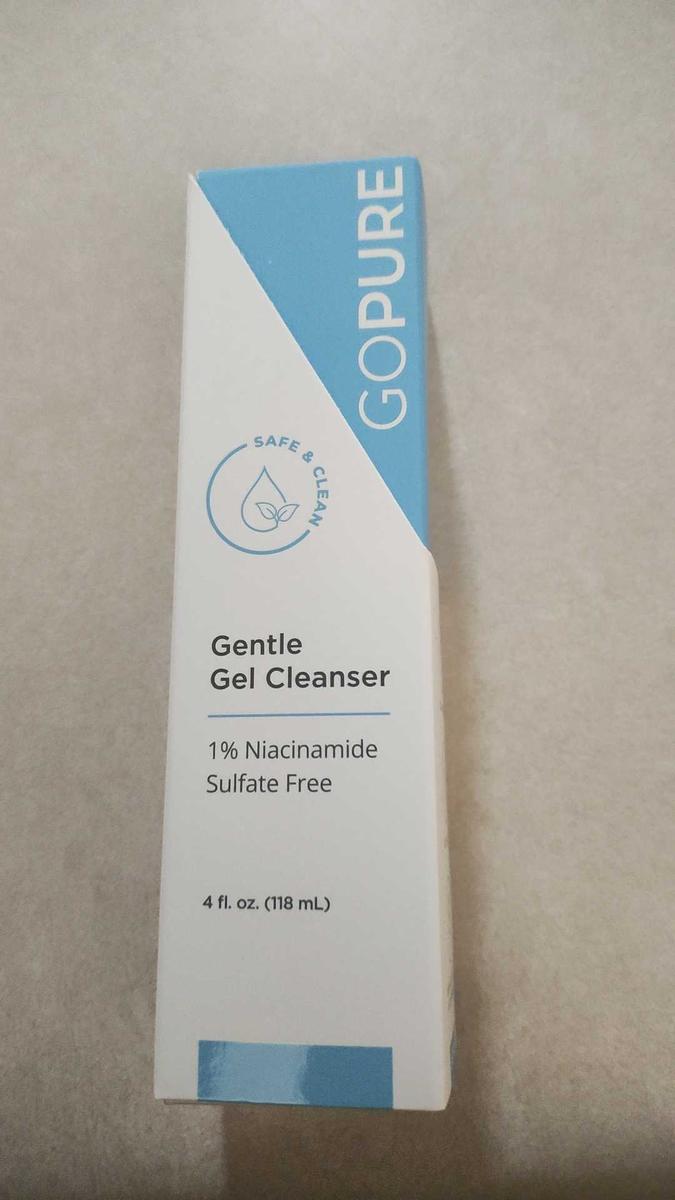 GOPURE
SAFE & CLEAN
Gentle
Gel Cleanser
1% Niacinamide
Sulfate Free
4 fl. oz. (118 mL)